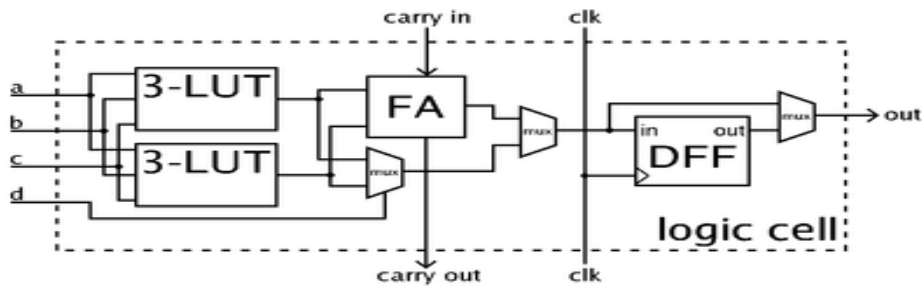 carry in
clk
a
3-LUT
FA
mux
in
out
mux
out
b
3-LUT
mux
DFF
c
d
logic cell
carry out
clk